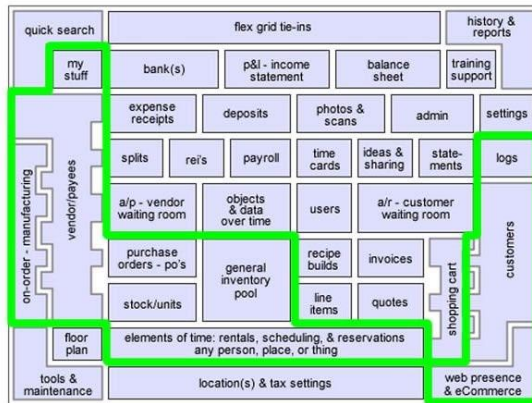 quick search
flex grid tie-ins
history &
reports
my
stuff
bank(s)
p&l - income
statement
balance
sheet
training
support
expense
receipts
deposits
photos &
scans
admin
settings
splits
rei's
payroll
time
cards
ideas &
sharing
state-
ments
logs
on-order - manufacturing
vendor/payees
a/p - vendor
waiting room
objects
& data
over time
users
a/r - customer
waiting room
customers
purchase
orders - po's
general
inventory
pool
recipe
builds
invoices
shopping cart
stock/units
line
items
quotes
floor
plan
elements of time: rentals, scheduling, & reservations
any person, place, or thing
tools &
maintenance
location(s) & tax settings
web presence
& eCommerce